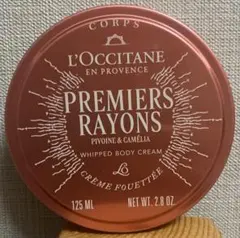 CORPS
L'OCCITANE
EN PROVENCE
PREMIERS
RAYONS
PIVOINE & CAMÉLIA
WHIPPED BODY CREAM
CRÈME FOUETTÉE
125 ML NET WT. 2.8 OZ.